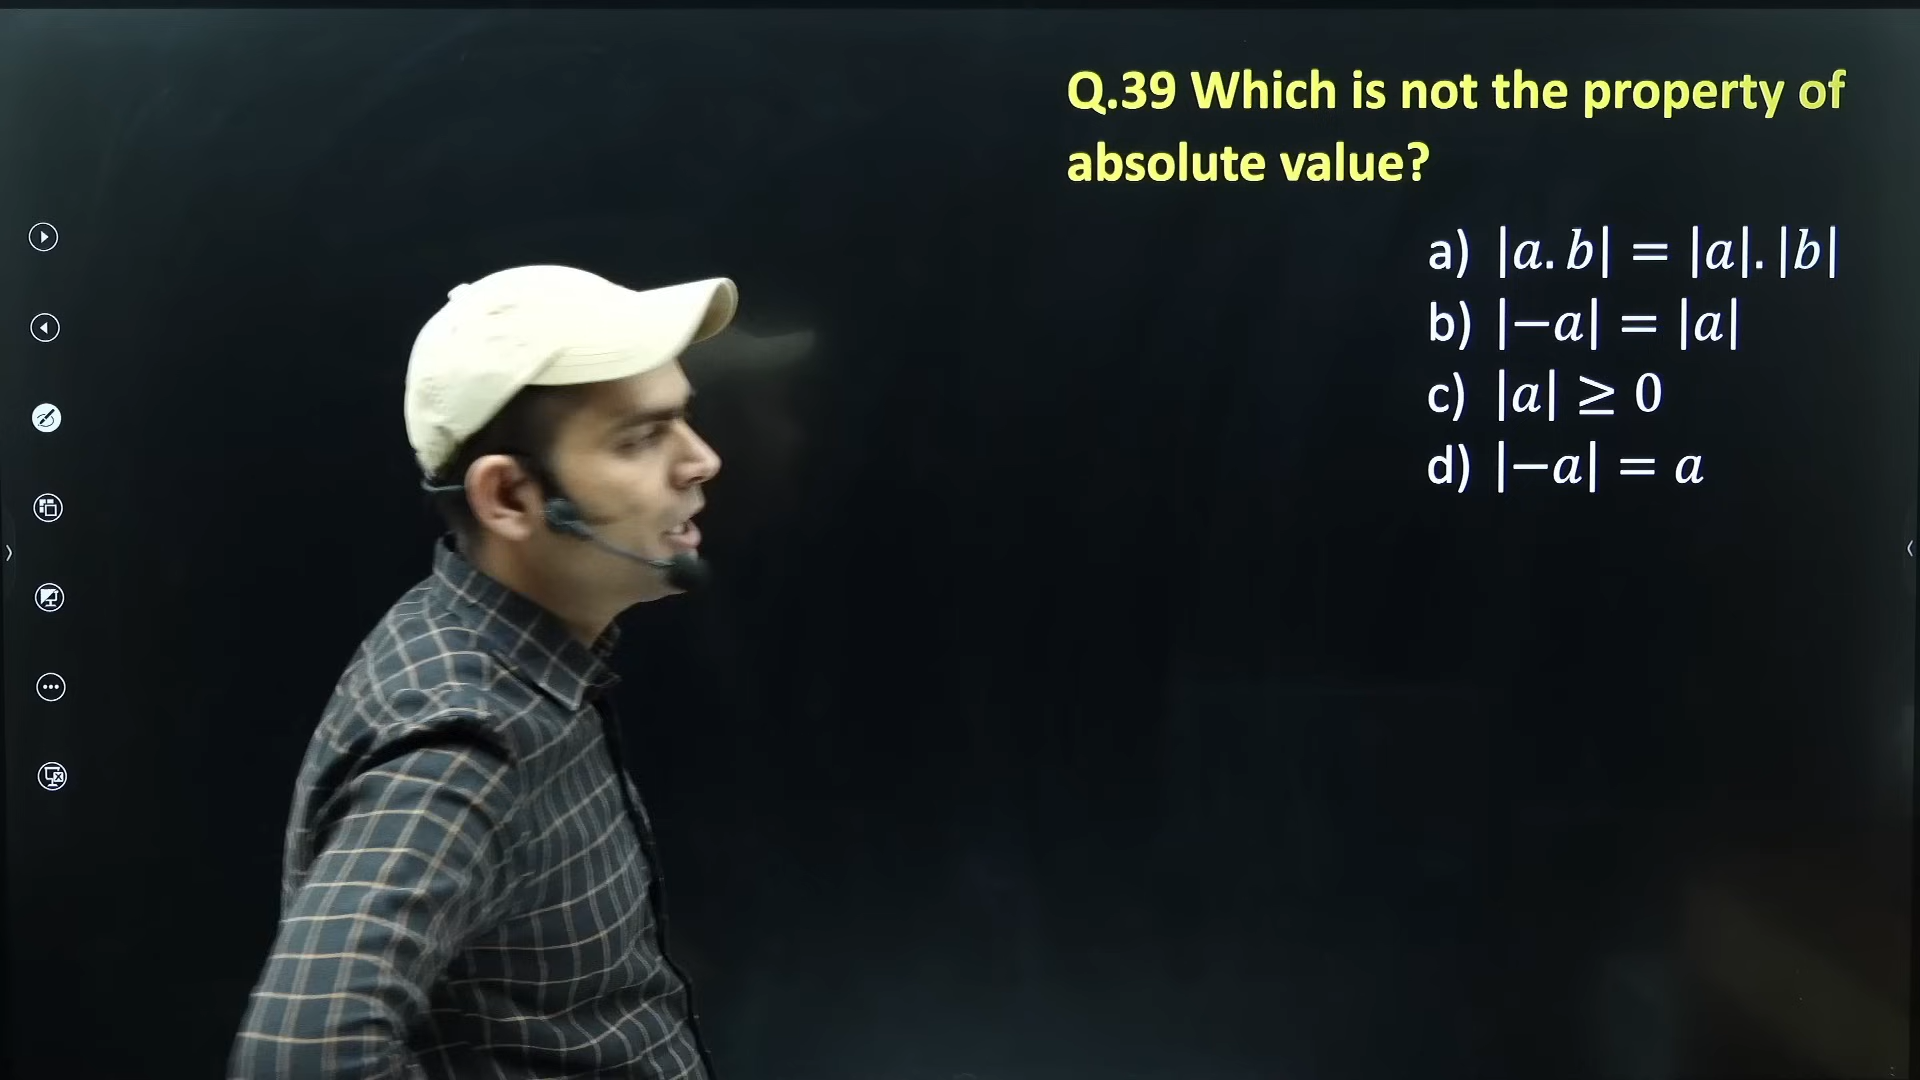 Q.39 Which is not the property of
absolute value?
a) |a. b| = |a|. |b|
b) |−a| = |a|
c) |a| ≥ 0
d) |−a| = a